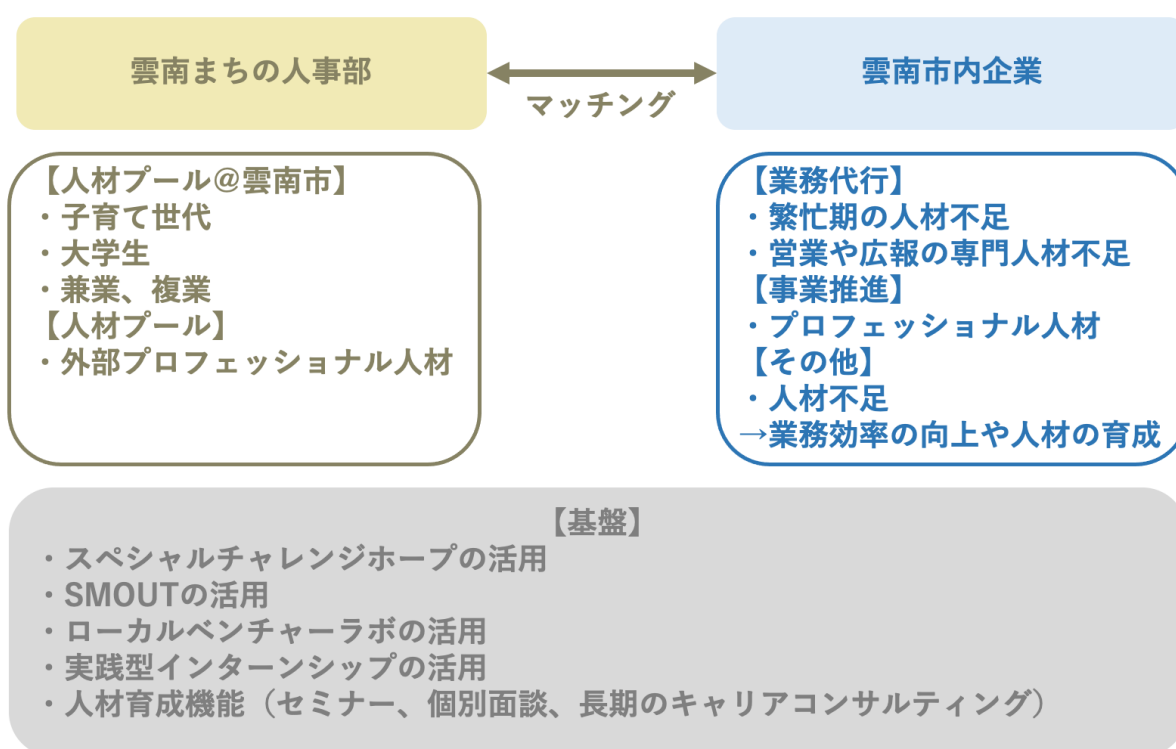 雲南まちの人事部
マッチング
雲南市内企業
【人材プール@雲南市】
・子育て世代
・大学生
・兼業、複業
【人材プール】
・外部プロフェッショナル人材
【業務代行】
・繁忙期の人材不足
・営業や広報の専門人材不足
【事業推進】
・プロフェッショナル人材
【その他】
・人材不足
→業務効率の向上や人材の育成
【基盤】
・スペシャルチャレンジホープの活用
・SMOUTの活用
・ローカルベンチャーラボの活用
・実践型インターンシップの活用
・人材育成機能（セミナー、個別面談、長期のキャリアコンサルティング）